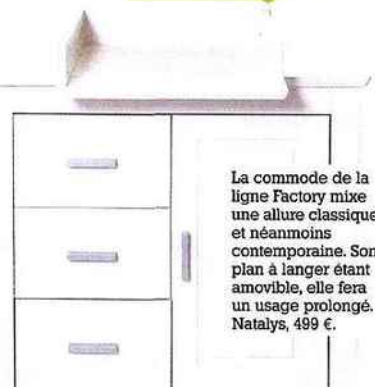 La commode de la
ligne Factory mixe
une allure classique
et néanmoins
contemporaine. Son
plan à langer étant
amovible, elle fera
un usage prolongé.
Natalys, 499 €.